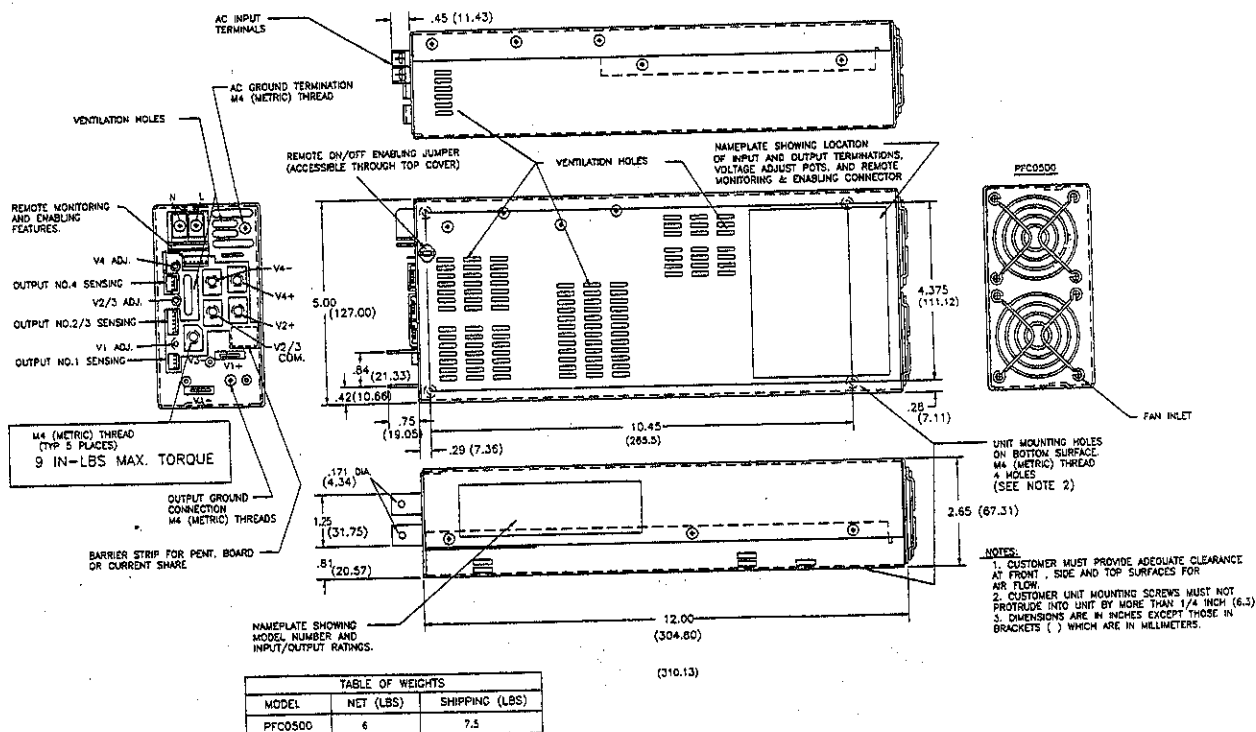 AC INPUT
TERMINALS
.45 (11.43)
AC GROUND TERMINATION
M4 (METRIC) THREAD
VENTILATION HOLES
REMOTE ON/OFF ENABLING JUMPER
(ACCESSIBLE THROUGH TOP COVER)
VENTILATION HOLES
NAMEPLATE SHOWING LOCATION
OF INPUT AND OUTPUT TERMINATIONS,
VOLTAGE ADJUST POTS, AND REMOTE
MONITORING & ENABLING CONNECTOR
PFC0500
N L
REMOTE MONITORING
AND ENABLING
FEATURES.
V4 ADJ.
OUTPUT NO.4 SENSING
V2/3 ADJ.
OUTPUT NO.2/3 SENSING
V1 ADJ.
OUTPUT NO.1 SENSING
V4-
V4+
V2+
V2/3
COM.
V3-
V1+
V1-
5.00
(127.00)
4.375
(111.12)
.84
(21.33)
.42(10.66)
.75
(19.05)
.29 (7.36)
10.45
(265.5)
.28
(7.11)
FAN INLET
M4 (METRIC) THREAD
(TYP 5 PLACES)
9 IN-LBS MAX. TORQUE
UNIT MOUNTING HOLES
ON BOTTOM SURFACE.
M4 (METRIC) THREAD
4 HOLES
(SEE NOTE 2)
OUTPUT GROUND
CONNECTION
M4 (METRIC) THREADS
BARRIER STRIP FOR PENT. BOARD
OR CURRENT SHARE
.171 DIA.
(4.34)
1.25
(31.75)
.81
(20.57)
2.65 (67.31)
NAMEPLATE SHOWING
MODEL NUMBER AND
INPUT/OUTPUT RATINGS.
12.00
(304.80)
(310.13)
NOTES:
1. CUSTOMER MUST PROVIDE ADEQUATE CLEARANCE
AT FRONT , SIDE AND TOP SURFACES FOR
AIR FLOW.
2. CUSTOMER UNIT MOUNTING SCREWS MUST NOT
PROTRUDE INTO UNIT BY MORE THAN 1/4 INCH (6.3)
3. DIMENSIONS ARE IN INCHES EXCEPT THOSE IN
BRACKETS ( ) WHICH ARE IN MILLIMETERS.
TABLE OF WEIGHTS
MODEL NET (LBS) SHIPPING (LBS)
PFC0500 6 7.5